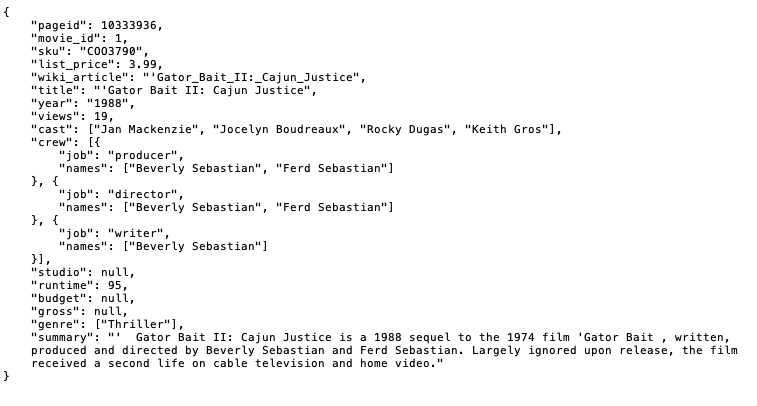 {
    "pageid": 10333936,
    "movie_id": 1,
    "sku": "COO3790",
    "list_price": 3.99,
    "wiki_article": "'Gator_Bait_II:_Cajun_Justice",
    "title": "'Gator Bait II: Cajun Justice",
    "year": "1988",
    "views": 19,
    "cast": ["Jan Mackenzie", "Jocelyn Boudreaux", "Rocky Dugas", "Keith Gros"],
    "crew": [{
        "job": "producer",
        "names": ["Beverly Sebastian", "Ferd Sebastian"]
    }, {
        "job": "director",
        "names": ["Beverly Sebastian", "Ferd Sebastian"]
    }, {
        "job": "writer",
        "names": ["Beverly Sebastian"]
    }],
    "studio": null,
    "runtime": 95,
    "budget": null,
    "gross": null,
    "genre": ["Thriller"],
    "summary": "'  Gator Bait II: Cajun Justice is a 1988 sequel to the 1974 film 'Gator Bait , written,
    produced and directed by Beverly Sebastian and Ferd Sebastian. Largely ignored upon release, the film
    received a second life on cable television and home video."
}